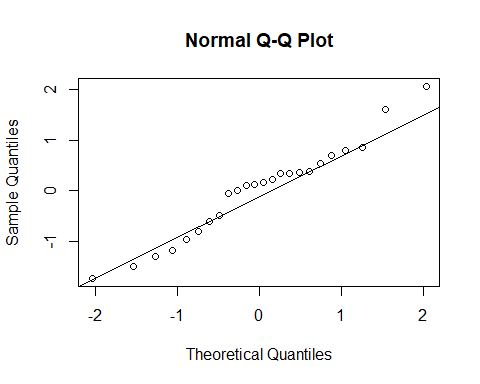 Normal Q-Q Plot
Sample Quantiles
2
1
0
-1
-2 -1 0 1 2
Theoretical Quantiles